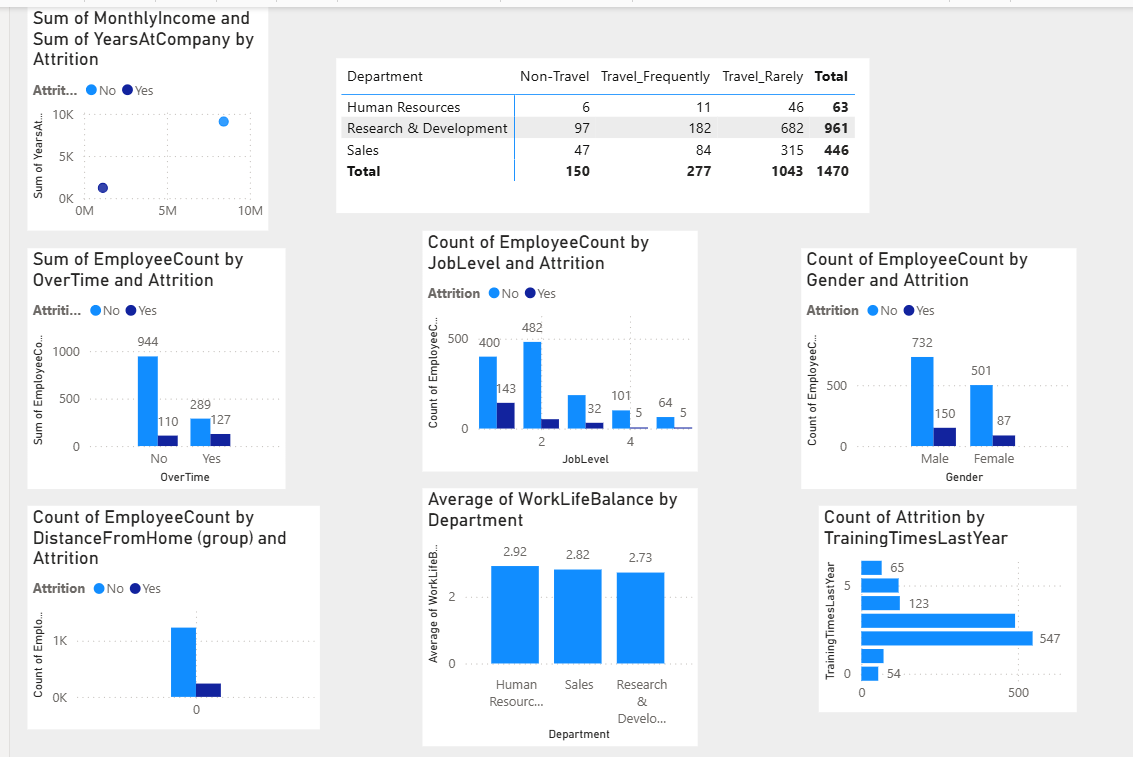 Sum of MonthlyIncome and
Sum of YearsAtCompany by
Attrition
Attrit... No Yes
Sum of YearsAt...
10K
5K
0K
0M 5M 10M
Department Non-Travel Travel_Frequently Travel_Rarely Total
Human Resources 6 11 46 63
Research & Development 97 182 682 961
Sales 47 84 315 446
Total 150 277 1043 1470
Sum of EmployeeCount by
OverTime and Attrition
Attriti... No Yes
Sum of EmployeeCo...
1000
500
0
944
110
289
127
No Yes
OverTime
Count of EmployeeCount by
JobLevel and Attrition
Attrition No Yes
Count of EmployeeC...
500
0
400
143
482
32
101
5
64
5
2 4
JobLevel
Count of EmployeeCount by
Gender and Attrition
Attrition No Yes
Count of EmployeeC...
500
0
732
150
501
87
Male Female
Gender
Count of EmployeeCount by
DistanceFromHome (group) and
Attrition
Attrition No Yes
Count of Emplo...
1K
0K
0
Average of WorkLifeBalance by
Department
Average of WorkLifeB...
2
0
2.92
2.82
2.73
Human
Resourc...
Sales
Research
&
Develo...
Department
Count of Attrition by
TrainingTimesLastYear
TrainingTimesLastYear
5
0
65
123
547
54
0 500